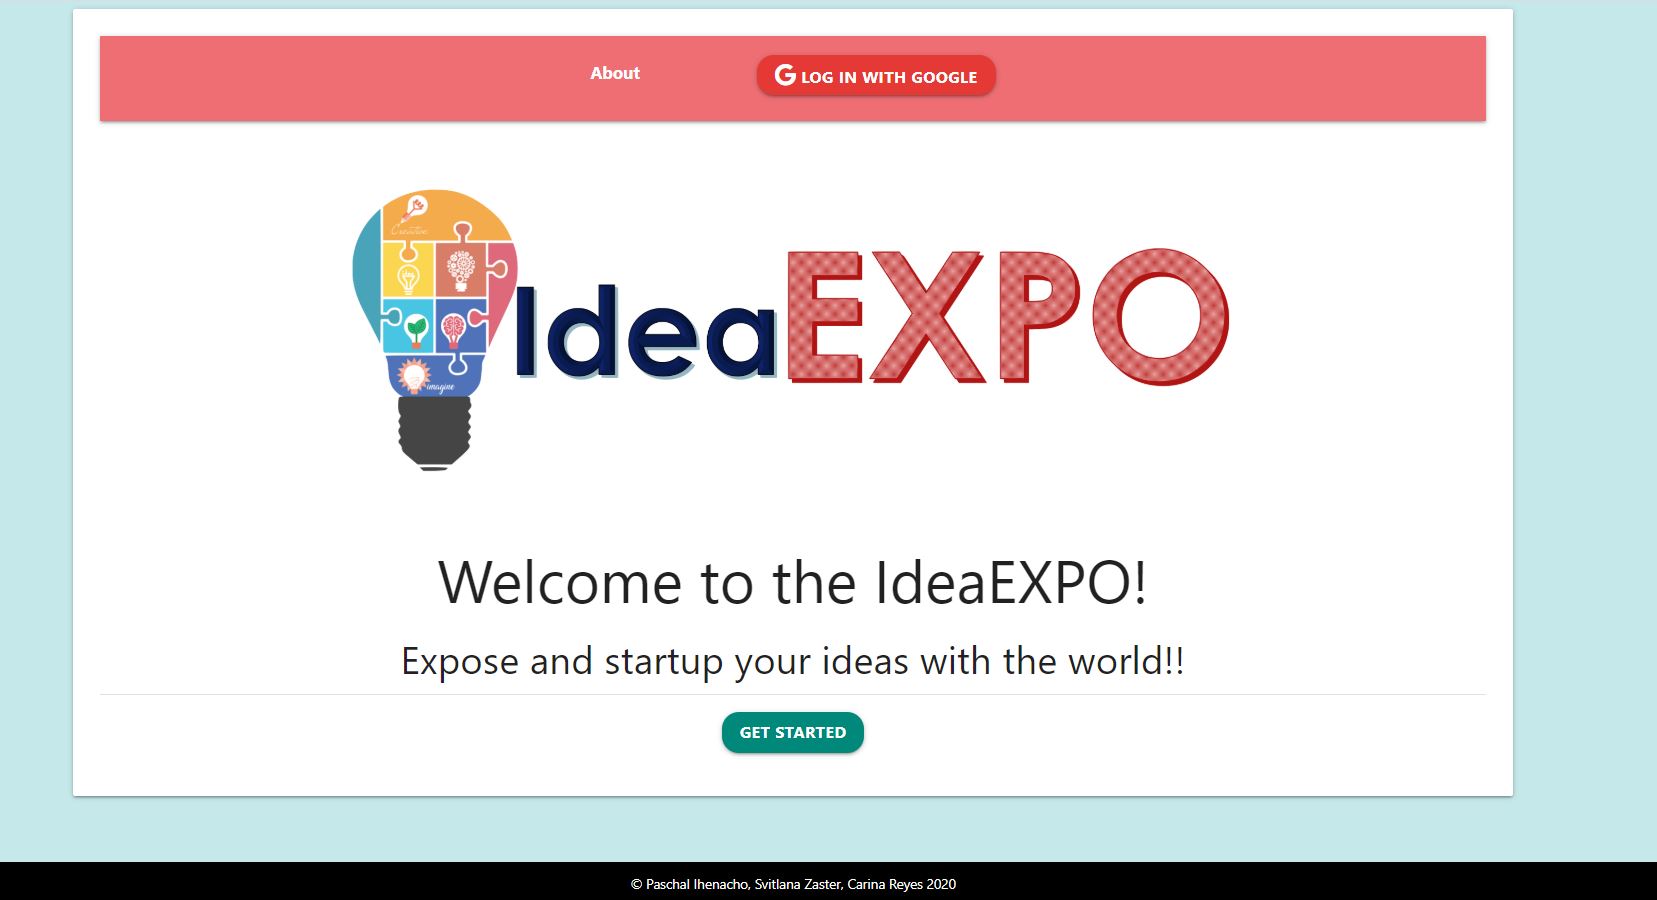 About
LOG IN WITH GOOGLE
Creative
idea
imagine
IdeaEXPO
Welcome to the IdeaEXPO!
Expose and startup your ideas with the world!!
GET STARTED
© Paschal Ihenacho, Svitlana Zaster, Carina Reyes 2020